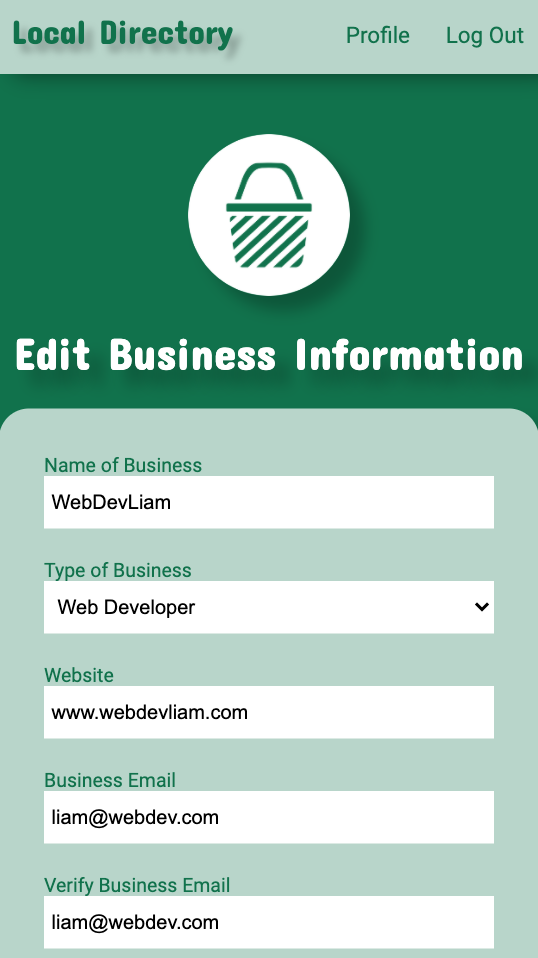 Local Directory
Profile
Log Out
Edit Business Information
Name of Business
WebDevLiam
Type of Business
Web Developer
Website
www.webdevliam.com
Business Email
liam@webdev.com
Verify Business Email
liam@webdev.com